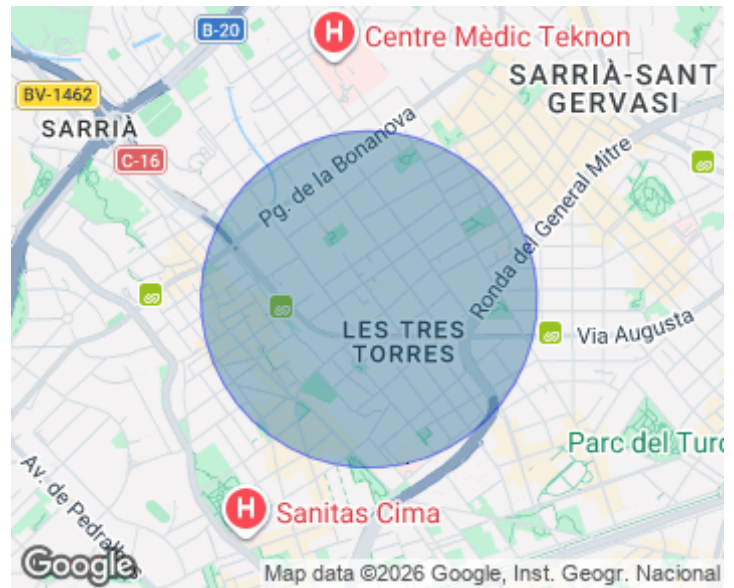 B-20
Centre Mèdic Teknon
SARRIÀ-SANT
GERVASI
BV-1462
SARRIÀ
C-16
Pg. de la Bonanova
Ronda del General Mitre
LES TRES
TORRES
Via Augusta
Parc del Turó
Av. de Pedralbes
H
H
Sanitas Cima
Google
Map data ©2026 Google, Inst. Geogr. Nacional